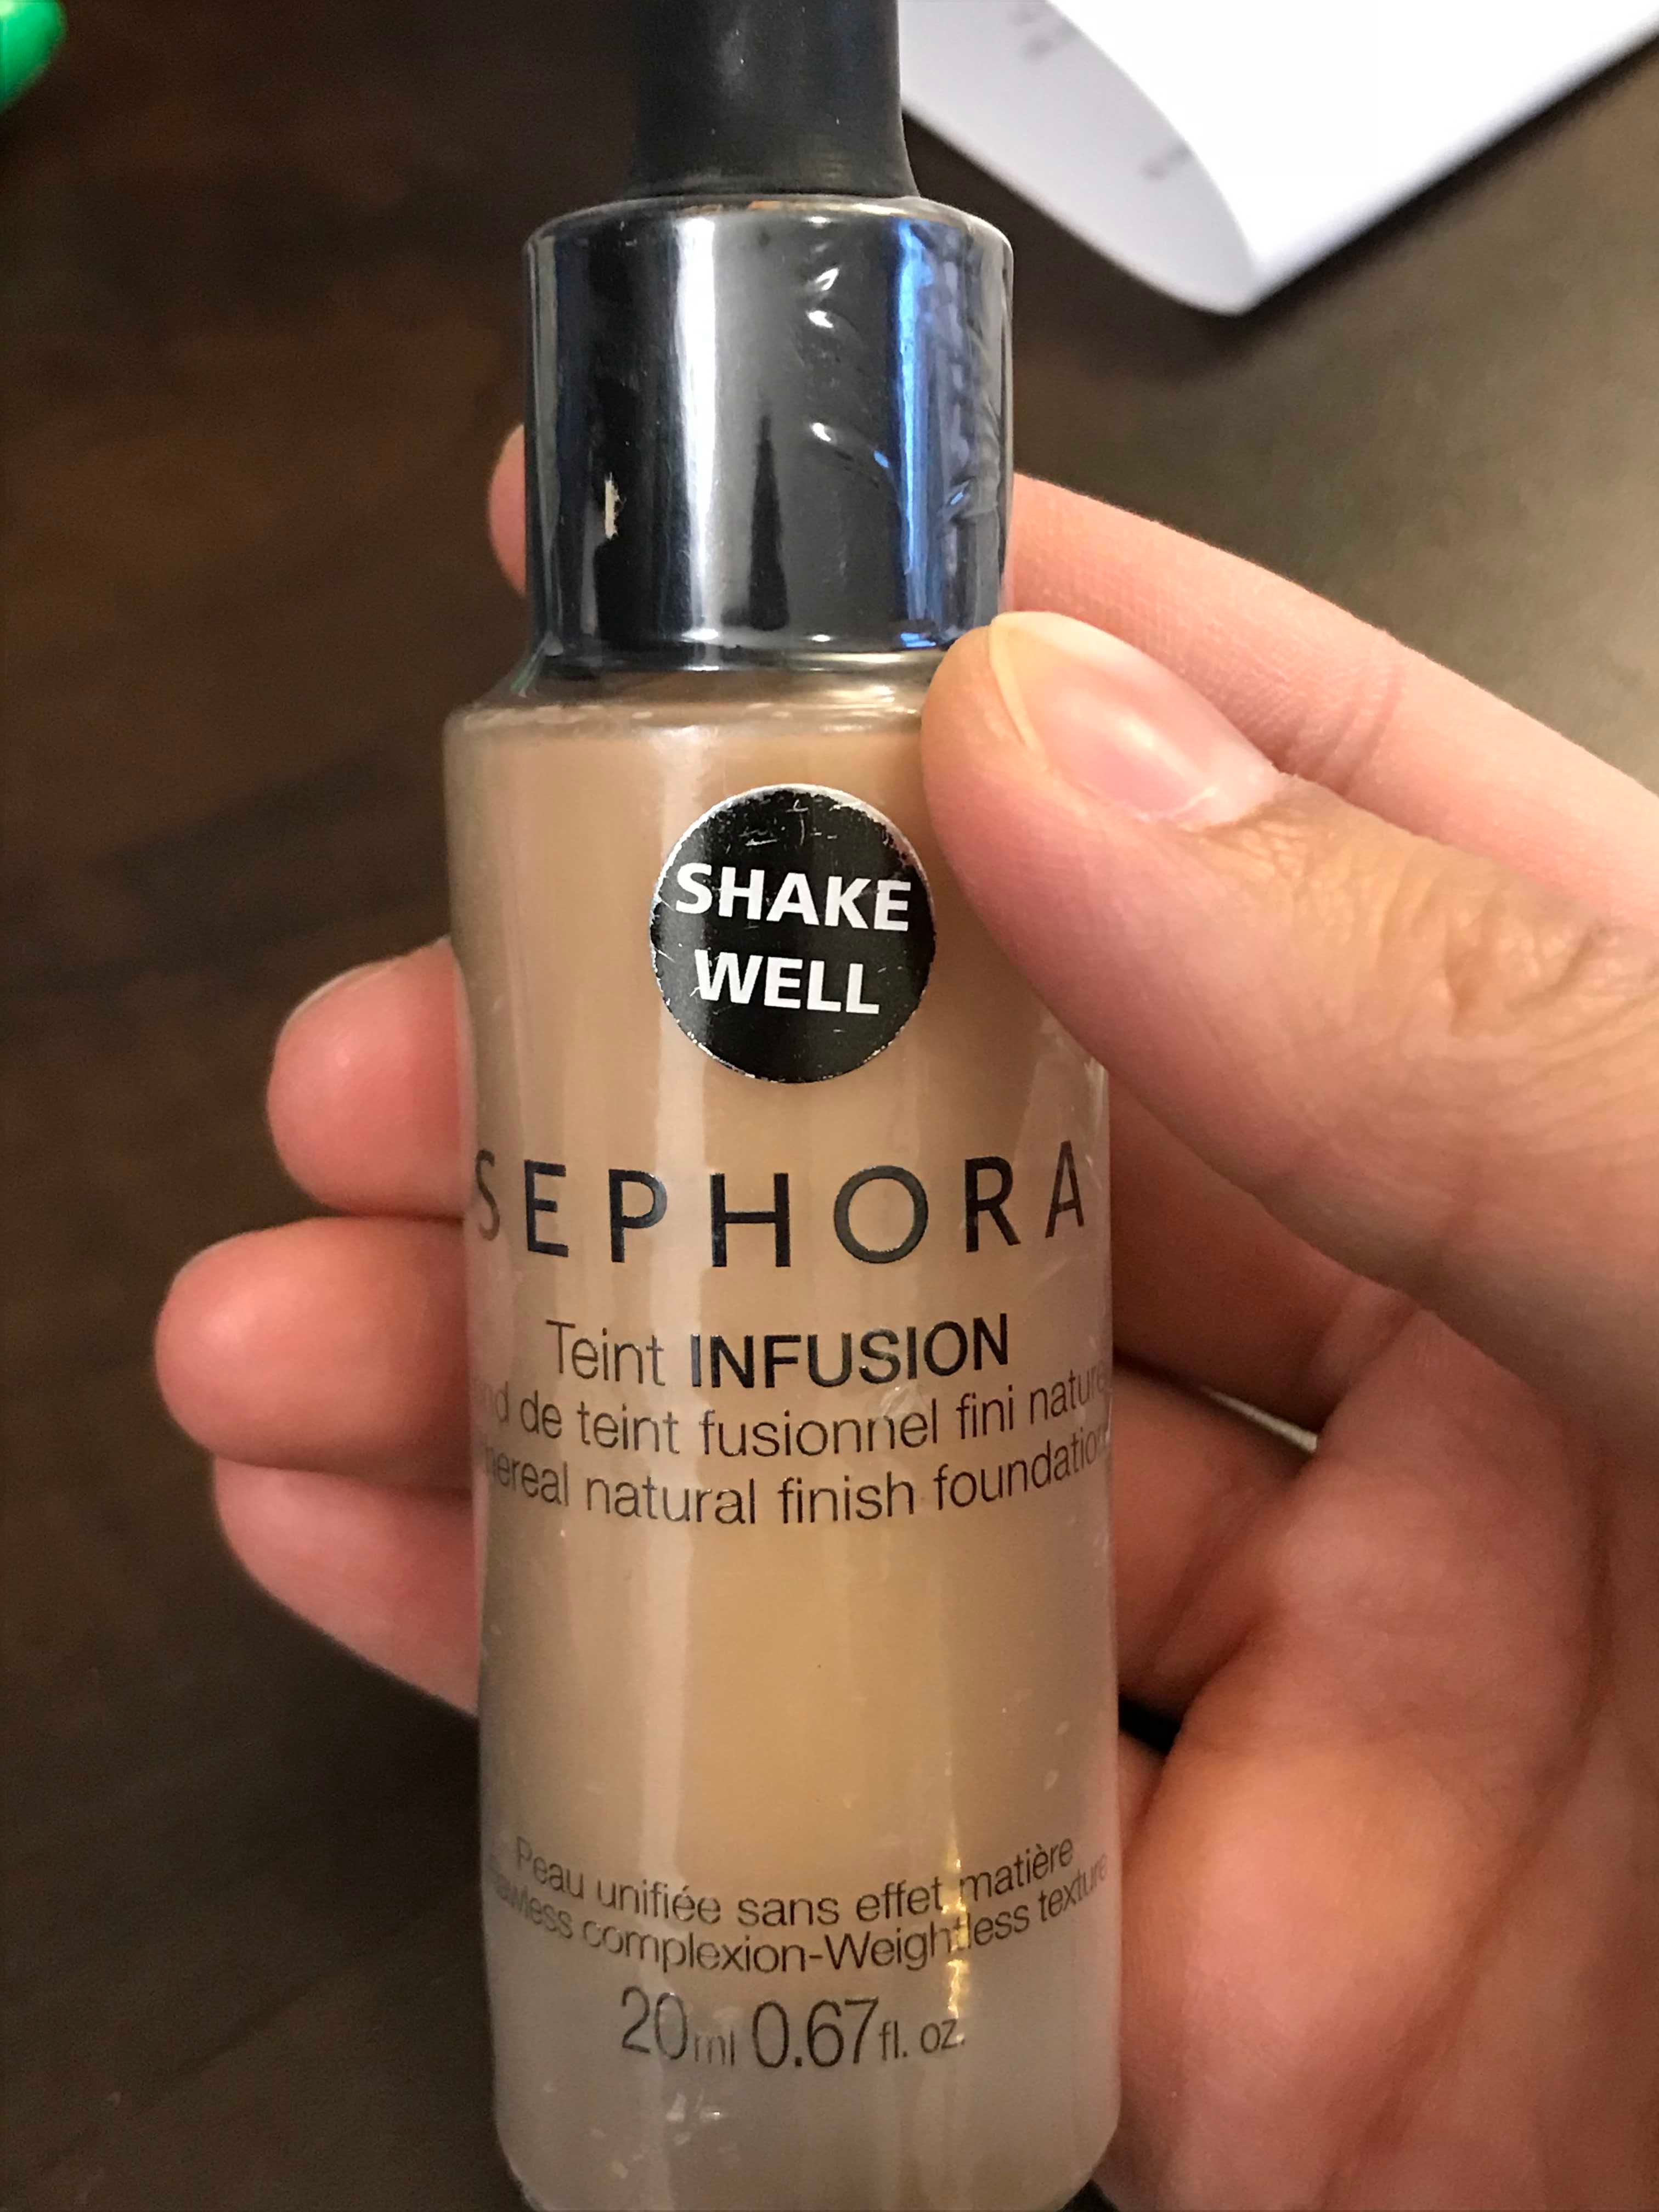 SHAKE
WELL
SEPHORA
Teint INFUSION
de teint fusionnel fini
natural finish foundation
Peau unifiée sans effet matière
complexion-Weightless texture
20ml 0.67fl. oz.